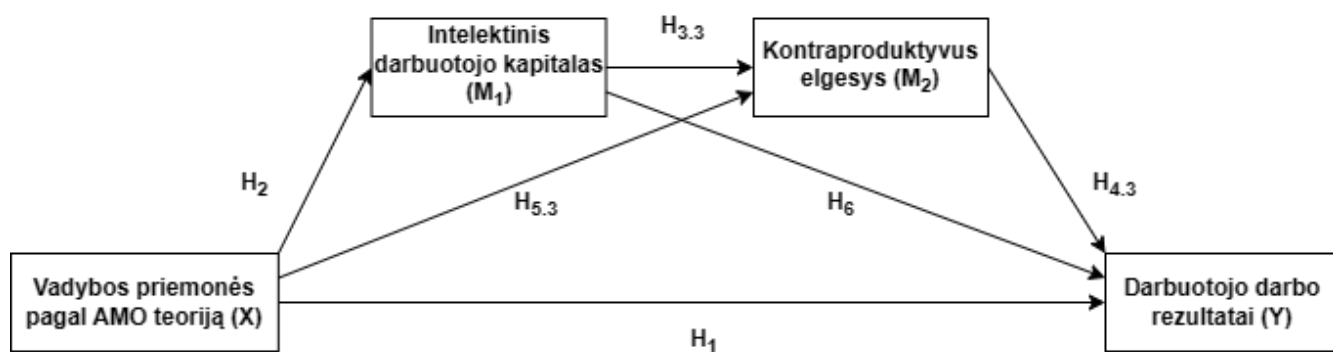 Intelektinis
darbuotojo kapitalas
(M₁)
H₃.₃
Kontraproduktyvus
elgesys (M₂)
H₂
H₅.₃
H₆
H₄.₃
Vadybos priemonės
pagal AMO teoriją (X)
Darbuotojo darbo
rezultatai (Y)
H₁